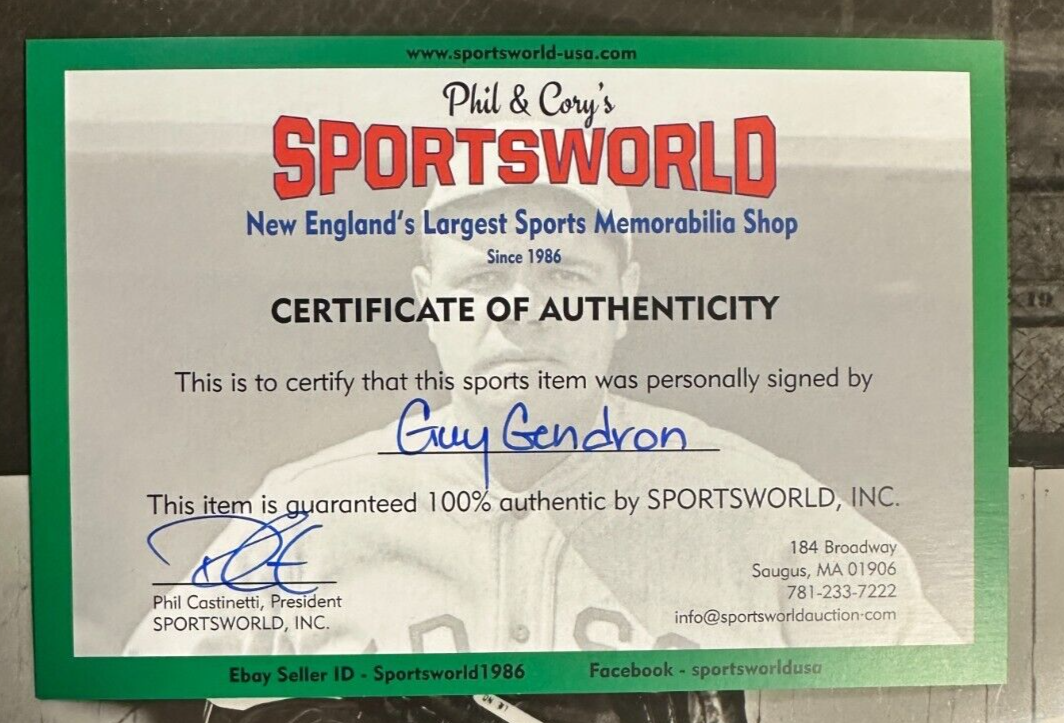 www.sportsworld-usa.com
Phil & Cory's
SPORTSWORLD
New England's Largest Sports Memorabilia Shop
Since 1986
CERTIFICATE OF AUTHENTICITY
This is to certify that this sports item was personally signed by
Guy Gendron
This item is guaranteed 100% authentic by SPORTSWORLD, INC.
Phil Castinetti, President
SPORTSWORLD, INC.
184 Broadway
Saugus, MA 01906
781-233-7222
info@sportsworldauction.com
Ebay Seller ID - Sportsworld1986
Facebook - sportsworldusa